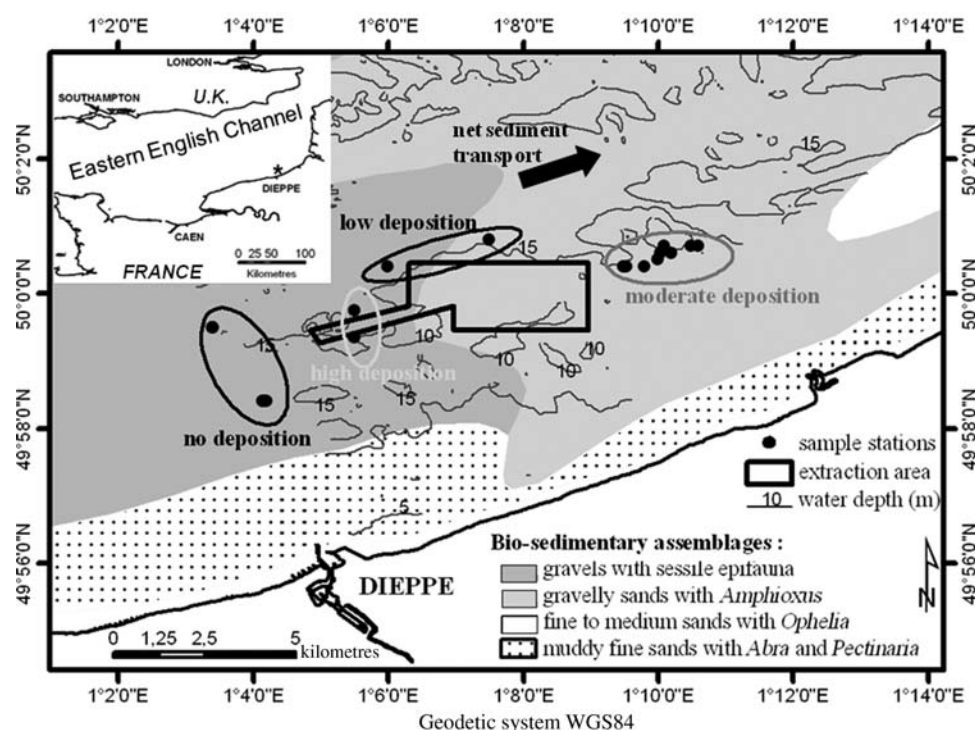 1°2'0"E 1°4'0"E 1°6'0"E 1°8'0"E 1°10'0"E 1°12'0"E 1°14'0"E
LONDON
U.K.
SOUTHAMPTON
Eastern English Channel
*
DIEPPE
CAEN
FRANCE
0 25 50 100
Kilometres
net sediment
transport
15
low deposition
15
moderate deposition
50°2'0"N
50°0'0"N
49°58'0"N
49°56'0"N
50°2'0"N
50°0'0"N
49°58'0"N
49°56'0"N
15
10
10
10
10
high deposition
15
15
no deposition
5
DIEPPE
sample stations
extraction area
10 water depth (m)
Bio-sedimentary assemblages :
gravels with sessile epifauna
gravelly sands with Amphioxus
fine to medium sands with Ophelia
muddy fine sands with Abra and Pectinaria
N
0 1,25 2,5 5
kilometres
1°2'0"E 1°4'0"E 1°6'0"E 1°8'0"E 1°10'0"E 1°12'0"E 1°14'0"E
Geodetic system WGS84